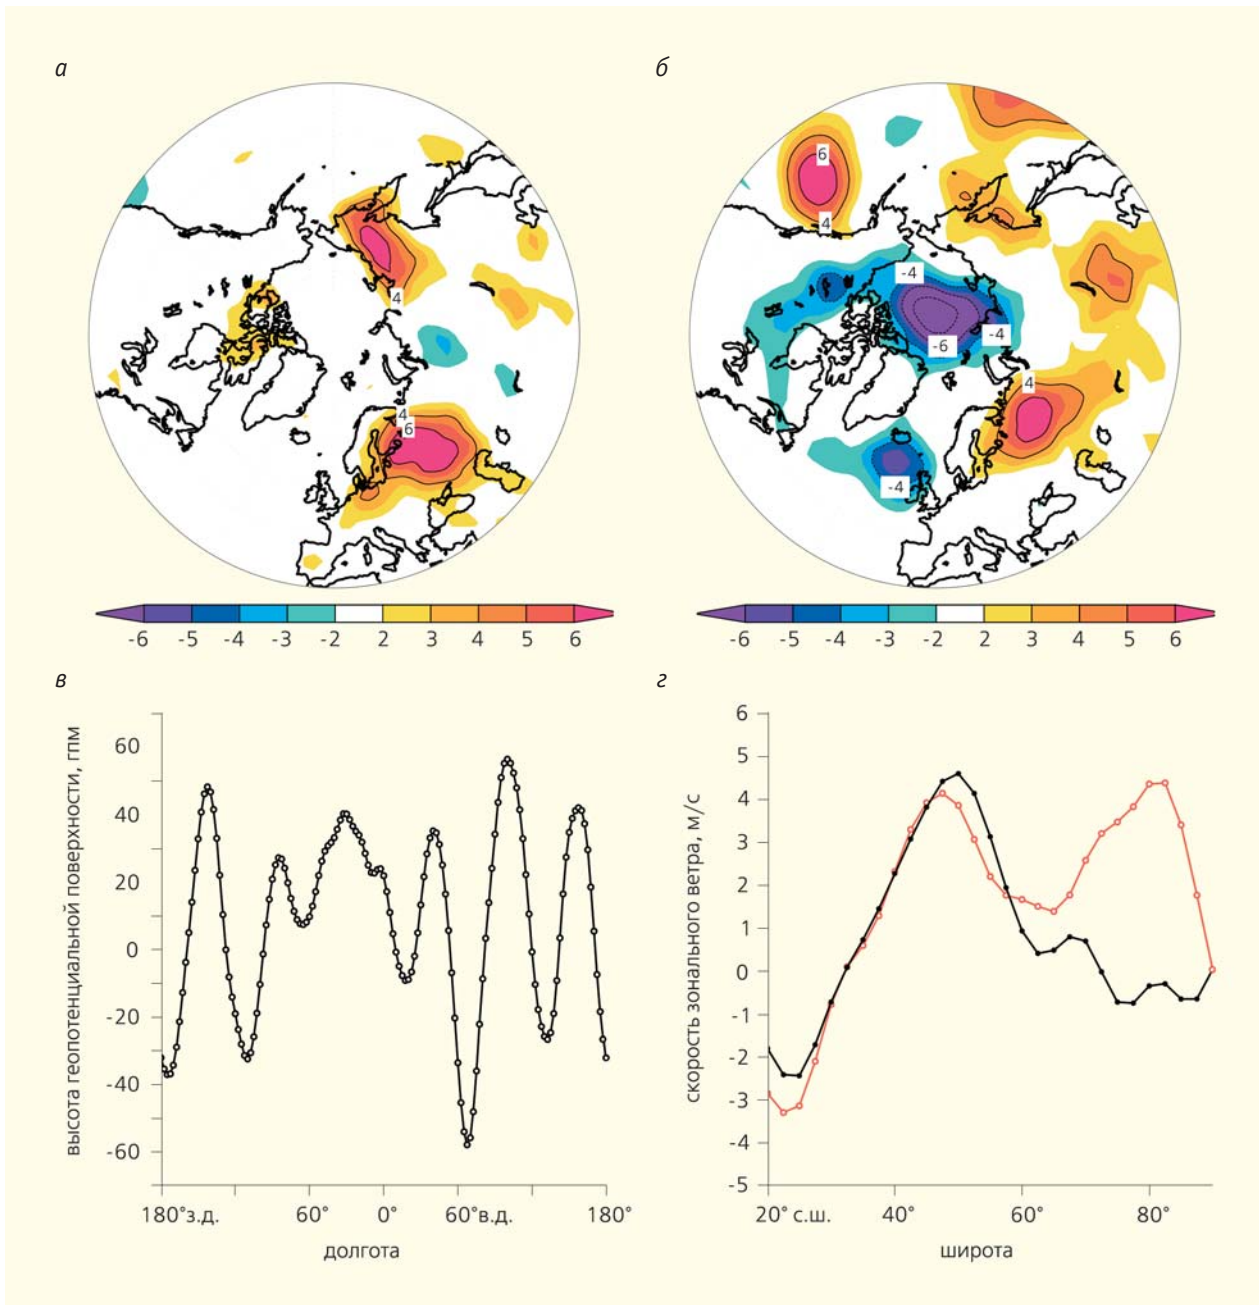 а
4
4
6
-6 -5 -4 -3 -2 2 3 4 5 6
б
6
4
-4
-4
-6
4
-4
-6 -5 -4 -3 -2 2 3 4 5 6
в
высота геопотенциальной поверхности, гпм
60
40
20
0
-20
-40
-60
180°з.д. 60° 0° 60°в.д. 180°
долгота
г
скорость зонального ветра, м/с
6
5
4
3
2
1
0
-1
-2
-3
-4
-5
20° с.ш. 40° 60° 80°
широта